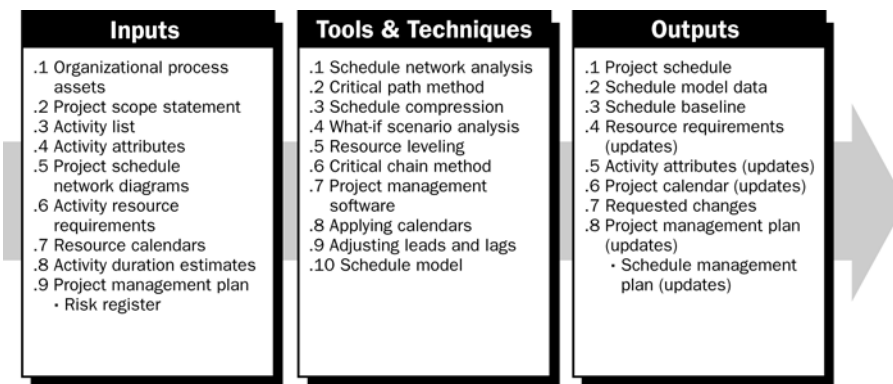 Inputs
.1 Organizational process
assets
.2 Project scope statement
.3 Activity list
.4 Activity attributes
.5 Project schedule
network diagrams
.6 Activity resource
requirements
.7 Resource calendars
.8 Activity duration estimates
.9 Project management plan
• Risk register
Tools & Techniques
.1 Schedule network analysis
.2 Critical path method
.3 Schedule compression
.4 What-if scenario analysis
.5 Resource leveling
.6 Critical chain method
.7 Project management
software
.8 Applying calendars
.9 Adjusting leads and lags
.10 Schedule model
Outputs
.1 Project schedule
.2 Schedule model data
.3 Schedule baseline
.4 Resource requirements
(updates)
.5 Activity attributes (updates)
.6 Project calendar (updates)
.7 Requested changes
.8 Project management plan
(updates)
• Schedule management
plan (updates)